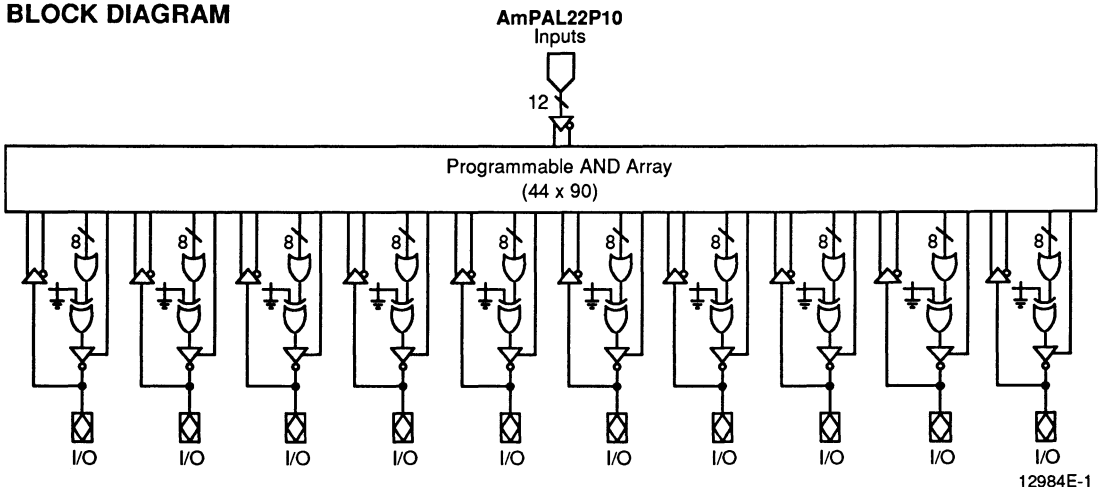 BLOCK DIAGRAM
AmPAL22P10
Inputs
12
Programmable AND Array
(44 x 90)
8 8 8 8 8 8 8 8 8 8
I/O I/O I/O I/O I/O I/O I/O I/O I/O I/O
12984E-1